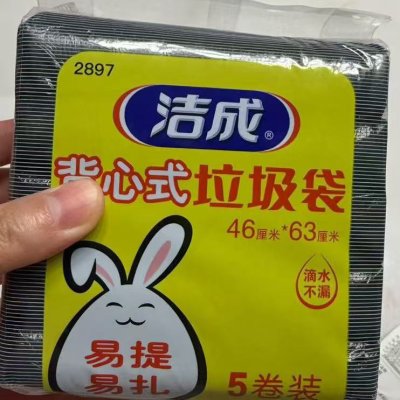 2897
洁成®
背心式垃圾袋
46厘米*63厘米
滴水
不漏
易提
易扎
5卷装